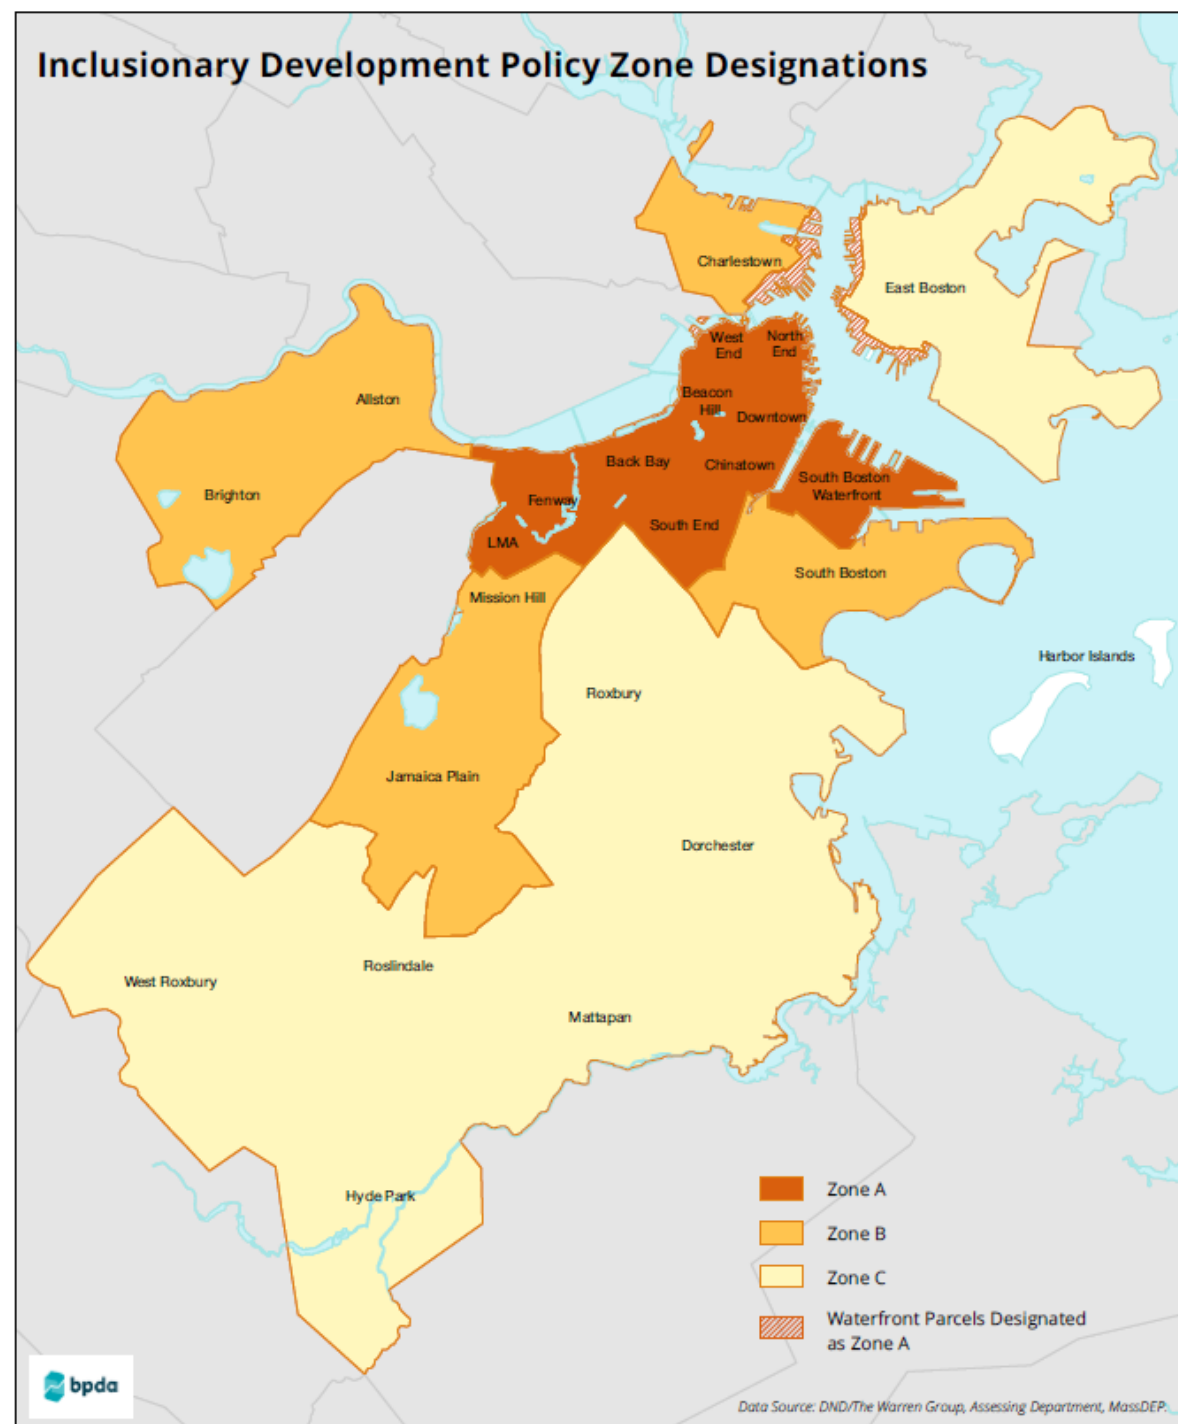 Inclusionary Development Policy Zone Designations
Charlestown
East Boston
West
End
North
End
Allston
Beacon
Hill
Downtown
Back Bay
Chinatown
South Boston
Waterfront
Brighton
Fenway
South End
LMA
South Boston
Mission Hill
Harbor Islands
Roxbury
Jamaica Plain
Dorchester
Roslindale
West Roxbury
Mattapan
Hyde Park
Zone A
Zone B
Zone C
Waterfront Parcels Designated
as Zone A
bpda
Data Source: DND/The Warren Group, Assessing Department, MassDEP.